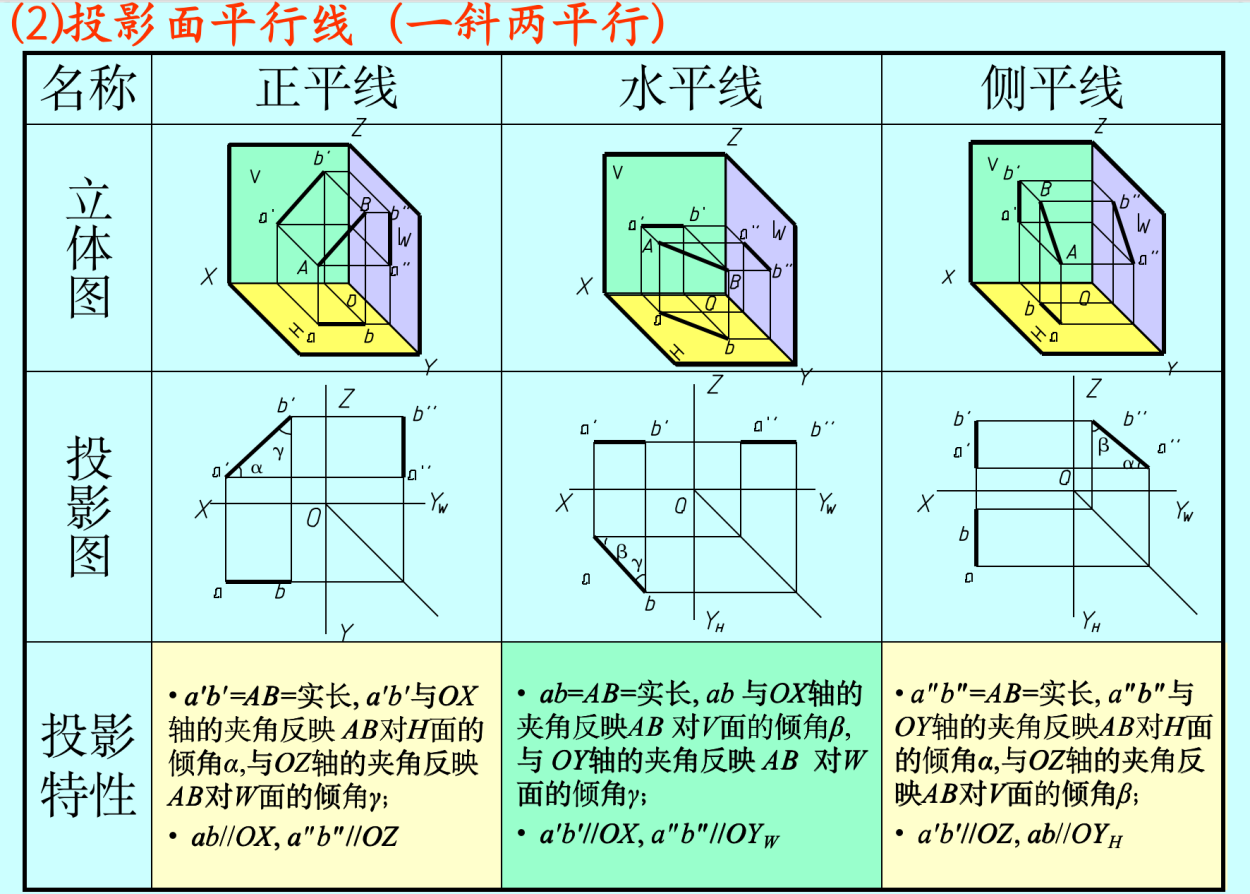 (2)投影面平行线 (一斜两平行)
名称 正平线 水平线 侧平线
立体图
Z
b′
V
a′
B
b″
W
A
a″
X
O
H
a
b
Y
Z
V
a′
b′
a″
W
A
b″
X
B
O
a
H
b
Y
Z
V
b′
B
a′
b″
W
A
a″
X
b
O
H
a
Y
投影图
b′
Z
b″
γ
a′
α
a″
X
Y_W
O
a
b
Y
Z
a′
b′
a″
b″
X
O
Y_W
β
γ
a
b
Y_H
Z
b′
b″
a′
β
a″
α
O
X
Y_W
b
a
Y_H
投影特性
• a′b′=AB=实长, a′b′与OX
轴的夹角反映 AB对H面的
倾角α,与OZ轴的夹角反映
AB对W面的倾角γ;
• ab//OX, a″b″//OZ
• ab=AB=实长, ab 与OX轴的
夹角反映AB 对V面的倾角β,
与 OY轴的夹角反映 AB 对W
面的倾角γ;
• a′b′//OX, a″b″//OY_W
• a″b″=AB=实长, a″b″与
OY轴的夹角反映AB对H面
的倾角α,与OZ轴的夹角反
映AB对V面的倾角β;
• a′b′//OZ, ab//OY_H